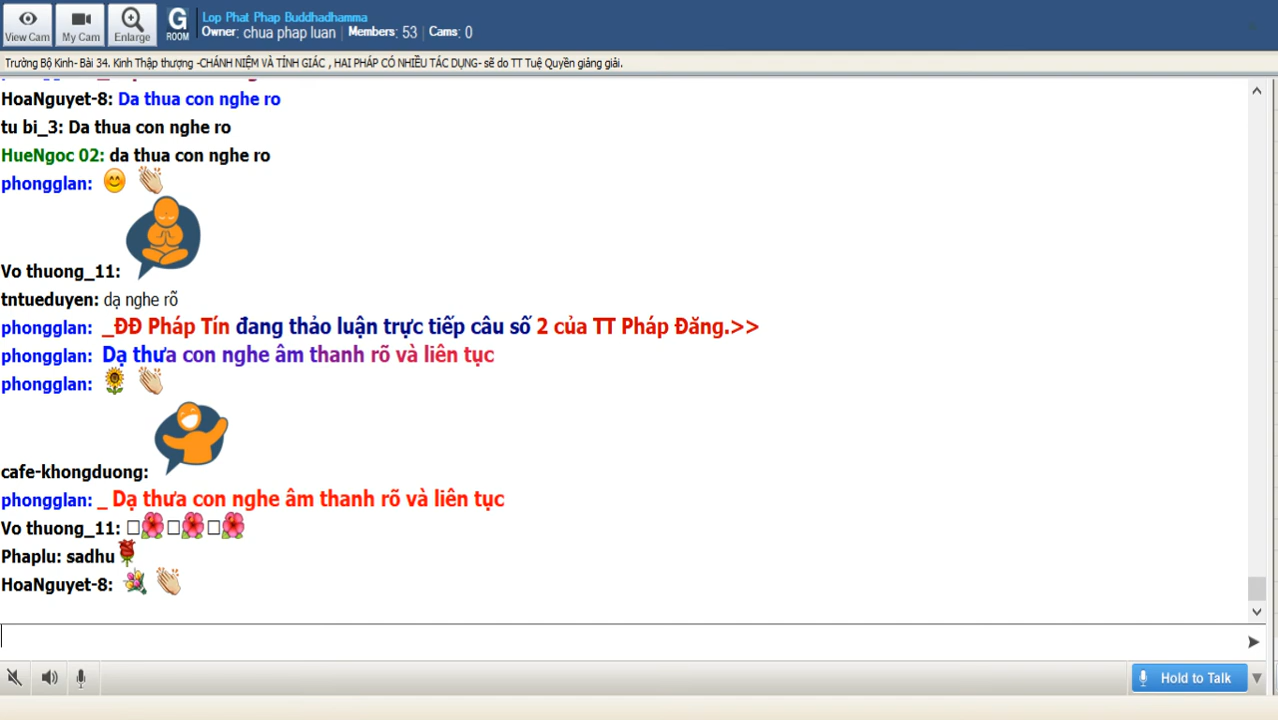 View Cam
My Cam
Enlarge
G
ROOM
Lop Phat Phap Buddhadhamma
Owner: chua phap luan | Members: 53 | Cams: 0
Trường Bộ Kinh- Bài 34. Kinh Thập thượng -CHÁNH NIỆM VÀ TỈNH GIÁC , HAI PHÁP CÓ NHIỀU TÁC DỤNG- sẽ do TT Tuệ Quyền giảng giải.
HoaNguyet-8: Da thua con nghe ro
tu bi_3: Da thua con nghe ro
HueNgoc 02: da thua con nghe ro
phongglan: 😊 👏
Vo thuong_11:
tntueduyen: dạ nghe rõ
phongglan: _ĐĐ Pháp Tín đang thảo luận trực tiếp câu số 2 của TT Pháp Đăng.>>
phongglan: Dạ thưa con nghe âm thanh rõ và liên tục
phongglan: 🌻 👏
cafe-khongduong:
phongglan: _ Dạ thưa con nghe âm thanh rõ và liên tục
Vo thuong_11: □🌺□🌺□🌺
Phaplu: sadhu🌹
HoaNguyet-8: 💐 👏
Hold to Talk